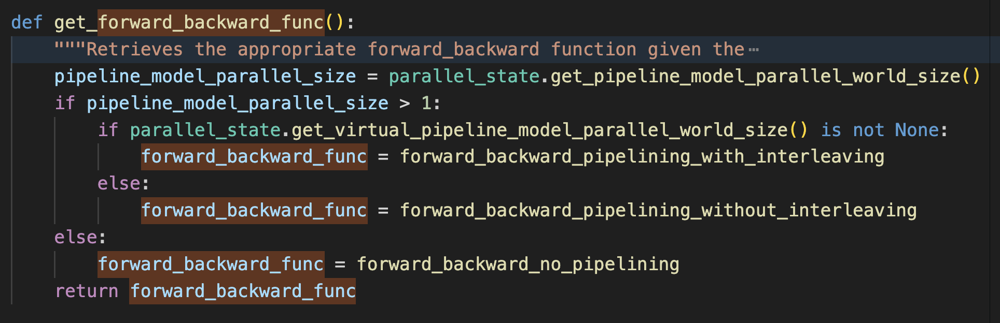 def get_forward_backward_func():
    """Retrieves the appropriate forward_backward function given the…
    pipeline_model_parallel_size = parallel_state.get_pipeline_model_parallel_world_size()
    if pipeline_model_parallel_size > 1:
        if parallel_state.get_virtual_pipeline_model_parallel_world_size() is not None:
            forward_backward_func = forward_backward_pipelining_with_interleaving
        else:
            forward_backward_func = forward_backward_pipelining_without_interleaving
    else:
        forward_backward_func = forward_backward_no_pipelining
    return forward_backward_func